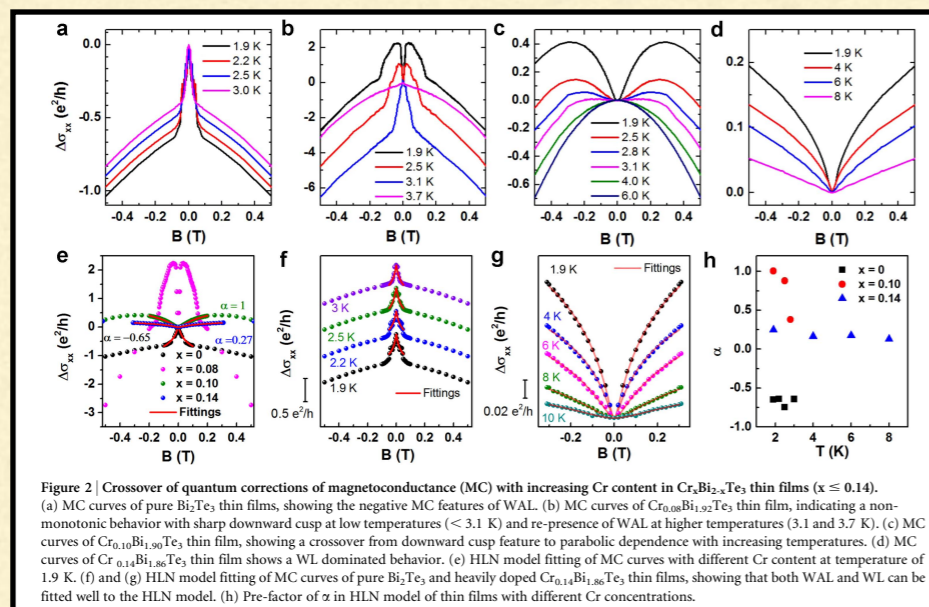 a
0.0
-0.5
-1.0
Δσxx (e²/h)
1.9 K
2.2 K
2.5 K
3.0 K
-0.4 -0.2 0.0 0.2 0.4
B (T)
b
2
0
-2
-4
-6
Δσxx (e²/h)
1.9 K
2.5 K
3.1 K
3.7 K
-0.4 -0.2 0.0 0.2 0.4
B (T)
c
0.4
0.2
0.0
-0.2
-0.4
-0.6
Δσxx (e²/h)
1.9 K
2.5 K
2.8 K
3.1 K
4.0 K
6.0 K
-0.4 -0.2 0.0 0.2 0.4
B (T)
d
0.2
0.1
0.0
Δσxx (e²/h)
1.9 K
4 K
6 K
8 K
-0.4 -0.2 0.0 0.2 0.4
B (T)
e
2
1
0
-1
-2
-3
Δσxx (e²/h)
α = 1
α = −0.65
α=0.27
x = 0
x = 0.08
x = 0.10
x = 0.14
Fittings
-0.5 -0.3 0.0 0.3 0.5
B (T)
f
Δσxx (e²/h)
3 K
2.5 K
2.2 K
1.9 K
Fittings
0.5 e²/h
-0.4 -0.2 0.0 0.2 0.4
B (T)
g
Δσxx (e²/h)
1.9 K
Fittings
4 K
6 K
8 K
10 K
0.02 e²/h
-0.2 0.0 0.2
B (T)
h
1.0
0.5
0.0
-0.5
-1.0
α
x = 0
x = 0.10
x = 0.14
2 4 6 8
T (K)
Figure 2 | Crossover of quantum corrections of magnetoconductance (MC) with increasing Cr content in CrxBi2-xTe3 thin films (x ≤ 0.14).
(a) MC curves of pure Bi2Te3 thin films, showing the negative MC features of WAL. (b) MC curves of Cr0.08Bi1.92Te3 thin film, indicating a non-
monotonic behavior with sharp downward cusp at low temperatures (< 3.1 K) and re-presence of WAL at higher temperatures (3.1 and 3.7 K). (c) MC
curves of Cr0.10Bi1.90Te3 thin film, showing a crossover from downward cusp feature to parabolic dependence with increasing temperatures. (d) MC
curves of Cr 0.14Bi1.86Te3 thin film shows a WL dominated behavior. (e) HLN model fitting of MC curves with different Cr content at temperature of
1.9 K. (f) and (g) HLN model fitting of MC curves of pure Bi2Te3 and heavily doped Cr0.14Bi1.86Te3 thin films, showing that both WAL and WL can be
fitted well to the HLN model. (h) Pre-factor of α in HLN model of thin films with different Cr concentrations.